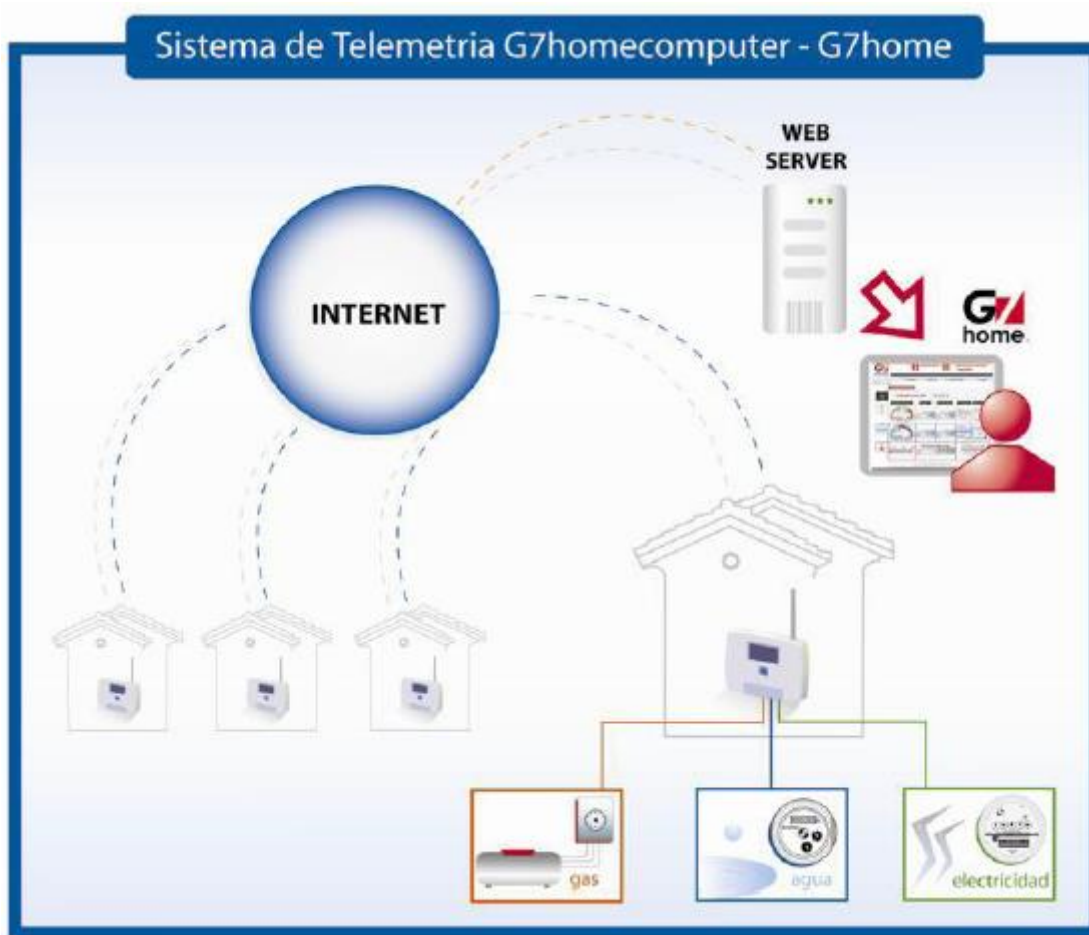 Sistema de Telemetria G7homecomputer - G7home
WEB
SERVER
INTERNET
G7
home
gas
agua
electricidad